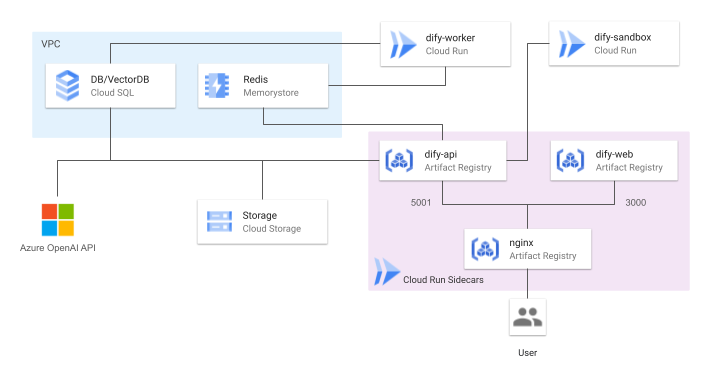 VPC
dify-worker
Cloud Run
dify-sandbox
Cloud Run
DB/VectorDB
Cloud SQL
Redis
Memorystore
dify-api
Artifact Registry
dify-web
Artifact Registry
5001
3000
Storage
Cloud Storage
Azure OpenAI API
nginx
Artifact Registry
Cloud Run Sidecars
User